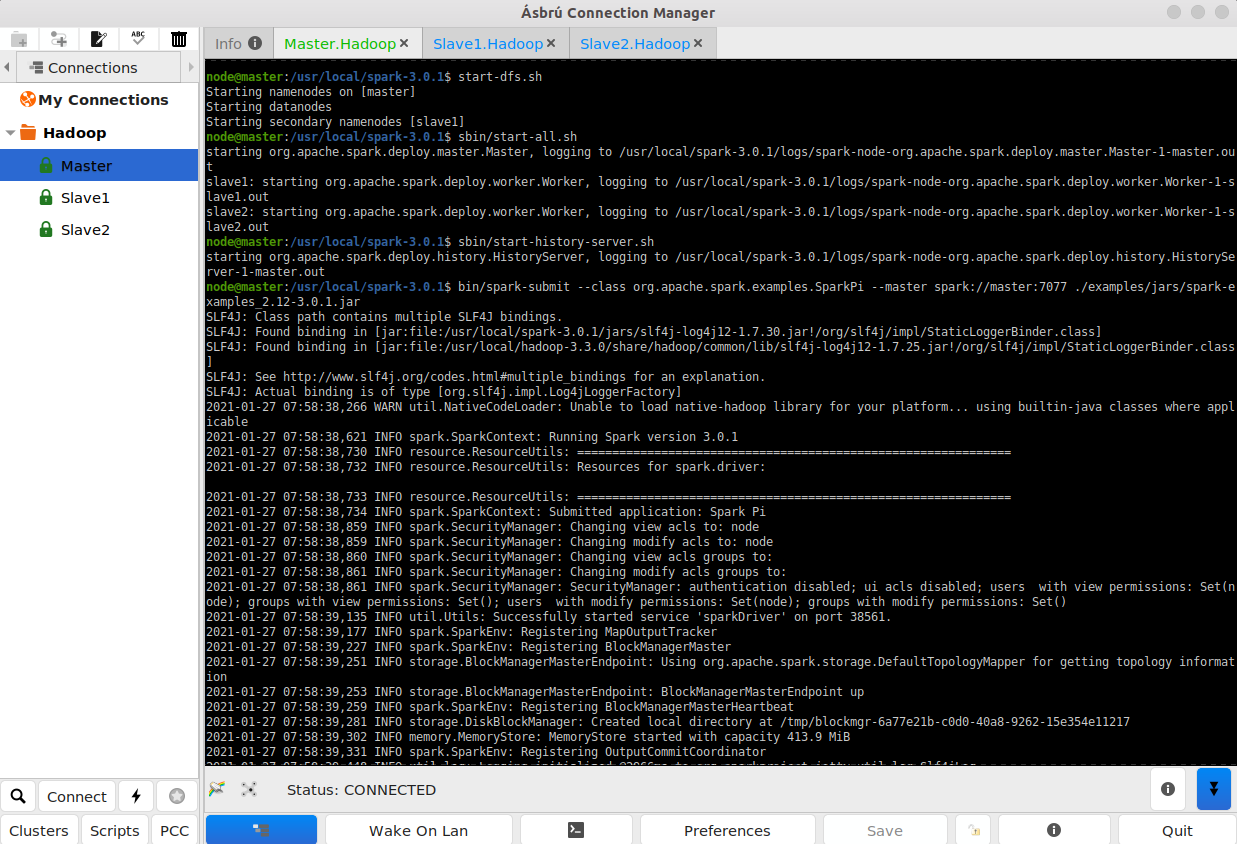 Ásbrú Connection Manager
ABC
Connections
My Connections
Hadoop
Master
Slave1
Slave2
Info
Master.Hadoop
Slave1.Hadoop
Slave2.Hadoop
node@master:/usr/local/spark-3.0.1$ start-dfs.sh
Starting namenodes on [master]
Starting datanodes
Starting secondary namenodes [slave1]
node@master:/usr/local/spark-3.0.1$ sbin/start-all.sh
starting org.apache.spark.deploy.master.Master, logging to /usr/local/spark-3.0.1/logs/spark-node-org.apache.spark.deploy.master.Master-1-master.ou
t
slave1: starting org.apache.spark.deploy.worker.Worker, logging to /usr/local/spark-3.0.1/logs/spark-node-org.apache.spark.deploy.worker.Worker-1-s
lave1.out
slave2: starting org.apache.spark.deploy.worker.Worker, logging to /usr/local/spark-3.0.1/logs/spark-node-org.apache.spark.deploy.worker.Worker-1-s
lave2.out
node@master:/usr/local/spark-3.0.1$ sbin/start-history-server.sh
starting org.apache.spark.deploy.history.HistoryServer, logging to /usr/local/spark-3.0.1/logs/spark-node-org.apache.spark.deploy.history.HistorySe
rver-1-master.out
node@master:/usr/local/spark-3.0.1$ bin/spark-submit --class org.apache.spark.examples.SparkPi --master spark://master:7077 ./examples/jars/spark-e
xamples_2.12-3.0.1.jar
SLF4J: Class path contains multiple SLF4J bindings.
SLF4J: Found binding in [jar:file:/usr/local/spark-3.0.1/jars/slf4j-log4j12-1.7.30.jar!/org/slf4j/impl/StaticLoggerBinder.class]
SLF4J: Found binding in [jar:file:/usr/local/hadoop-3.3.0/share/hadoop/common/lib/slf4j-log4j12-1.7.25.jar!/org/slf4j/impl/StaticLoggerBinder.class
]
SLF4J: See http://www.slf4j.org/codes.html#multiple_bindings for an explanation.
SLF4J: Actual binding is of type [org.slf4j.impl.Log4jLoggerFactory]
2021-01-27 07:58:38,266 WARN util.NativeCodeLoader: Unable to load native-hadoop library for your platform... using builtin-java classes where appl
icable
2021-01-27 07:58:38,621 INFO spark.SparkContext: Running Spark version 3.0.1
2021-01-27 07:58:38,730 INFO resource.ResourceUtils: ==============================================================
2021-01-27 07:58:38,732 INFO resource.ResourceUtils: Resources for spark.driver:
2021-01-27 07:58:38,733 INFO resource.ResourceUtils: ==============================================================
2021-01-27 07:58:38,734 INFO spark.SparkContext: Submitted application: Spark Pi
2021-01-27 07:58:38,859 INFO spark.SecurityManager: Changing view acls to: node
2021-01-27 07:58:38,859 INFO spark.SecurityManager: Changing modify acls to: node
2021-01-27 07:58:38,860 INFO spark.SecurityManager: Changing view acls groups to:
2021-01-27 07:58:38,861 INFO spark.SecurityManager: Changing modify acls groups to:
2021-01-27 07:58:38,861 INFO spark.SecurityManager: SecurityManager: authentication disabled; ui acls disabled; users  with view permissions: Set(n
ode); groups with view permissions: Set(); users  with modify permissions: Set(node); groups with modify permissions: Set()
2021-01-27 07:58:39,135 INFO util.Utils: Successfully started service 'sparkDriver' on port 38561.
2021-01-27 07:58:39,177 INFO spark.SparkEnv: Registering MapOutputTracker
2021-01-27 07:58:39,227 INFO spark.SparkEnv: Registering BlockManagerMaster
2021-01-27 07:58:39,251 INFO storage.BlockManagerMasterEndpoint: Using org.apache.spark.storage.DefaultTopologyMapper for getting topology informat
ion
2021-01-27 07:58:39,253 INFO storage.BlockManagerMasterEndpoint: BlockManagerMasterEndpoint up
2021-01-27 07:58:39,259 INFO spark.SparkEnv: Registering BlockManagerMasterHeartbeat
2021-01-27 07:58:39,281 INFO storage.DiskBlockManager: Created local directory at /tmp/blockmgr-6a77e21b-c0d0-40a8-9262-15e354e11217
2021-01-27 07:58:39,302 INFO memory.MemoryStore: MemoryStore started with capacity 413.9 MiB
2021-01-27 07:58:39,331 INFO spark.SparkEnv: Registering OutputCommitCoordinator
Connect
Status: CONNECTED
Clusters
Scripts
PCC
Wake On Lan
Preferences
Save
Quit